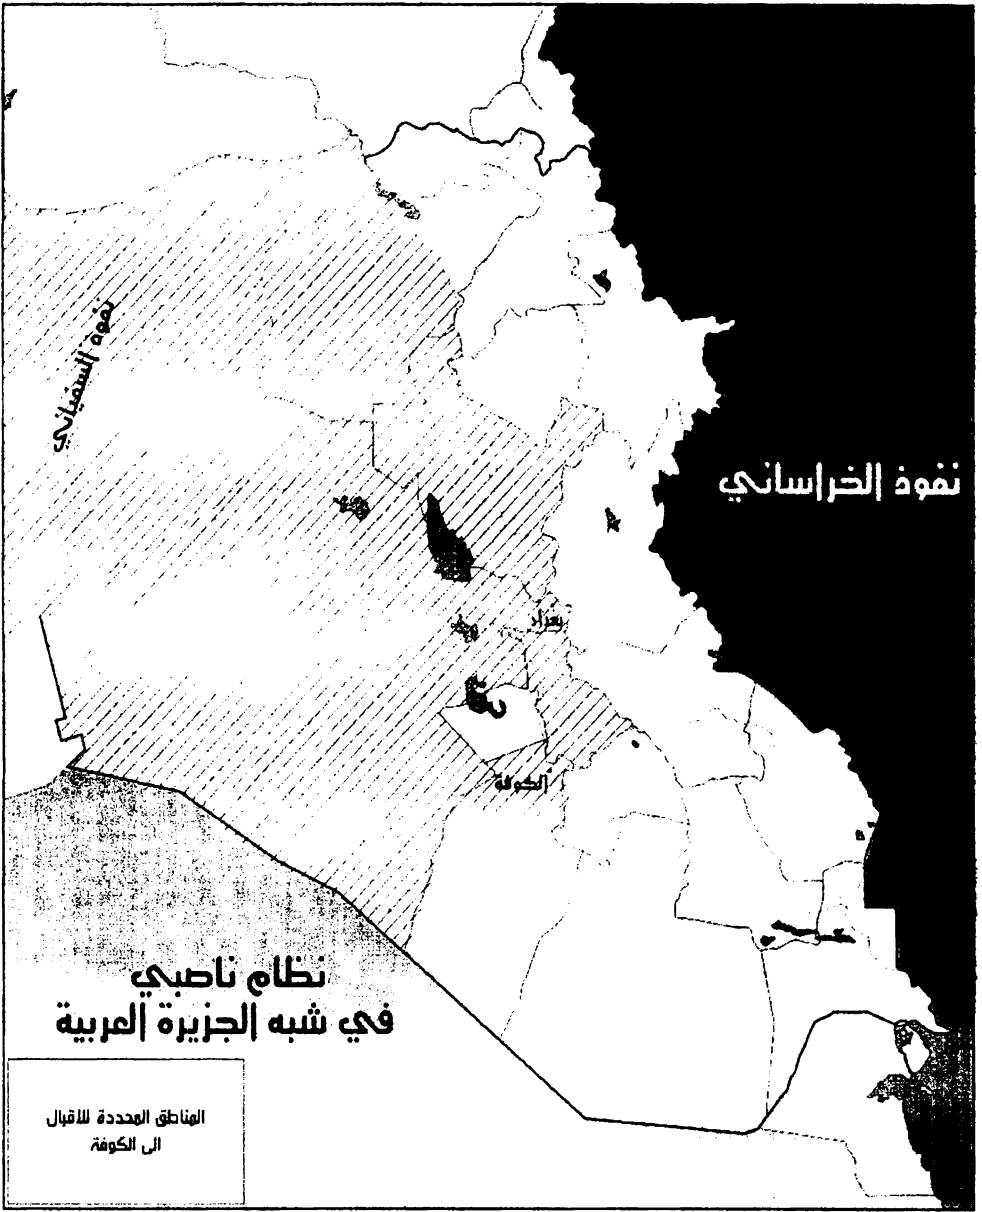 نفوذ السفياني
نفوذ الخراساني
بغداد
الكوفة
نظام ناصبي
في شبه الجزيرة العربية
المناطق المحددة للاقبال
الى الكوفة